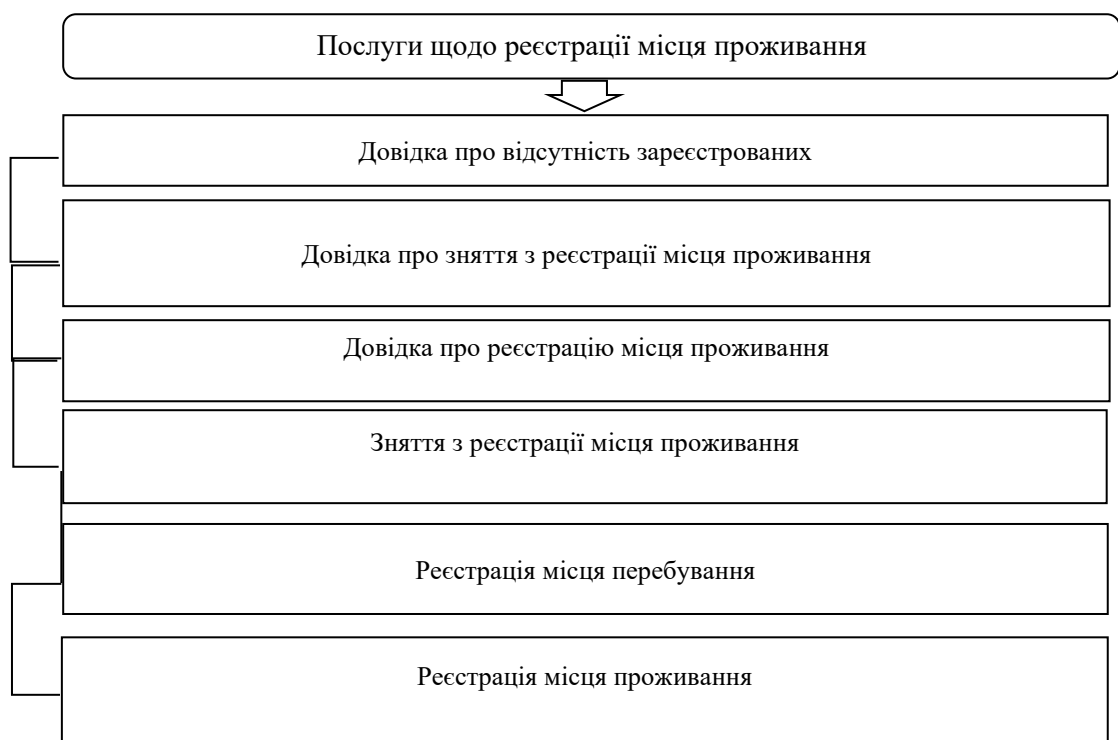 Послуги щодо реєстрації місця проживання
Довідка про відсутність зареєстрованих
Довідка про зняття з реєстрації місця проживання
Довідка про реєстрацію місця проживання
Зняття з реєстрації місця проживання
Реєстрація місця перебування
Реєстрація місця проживання